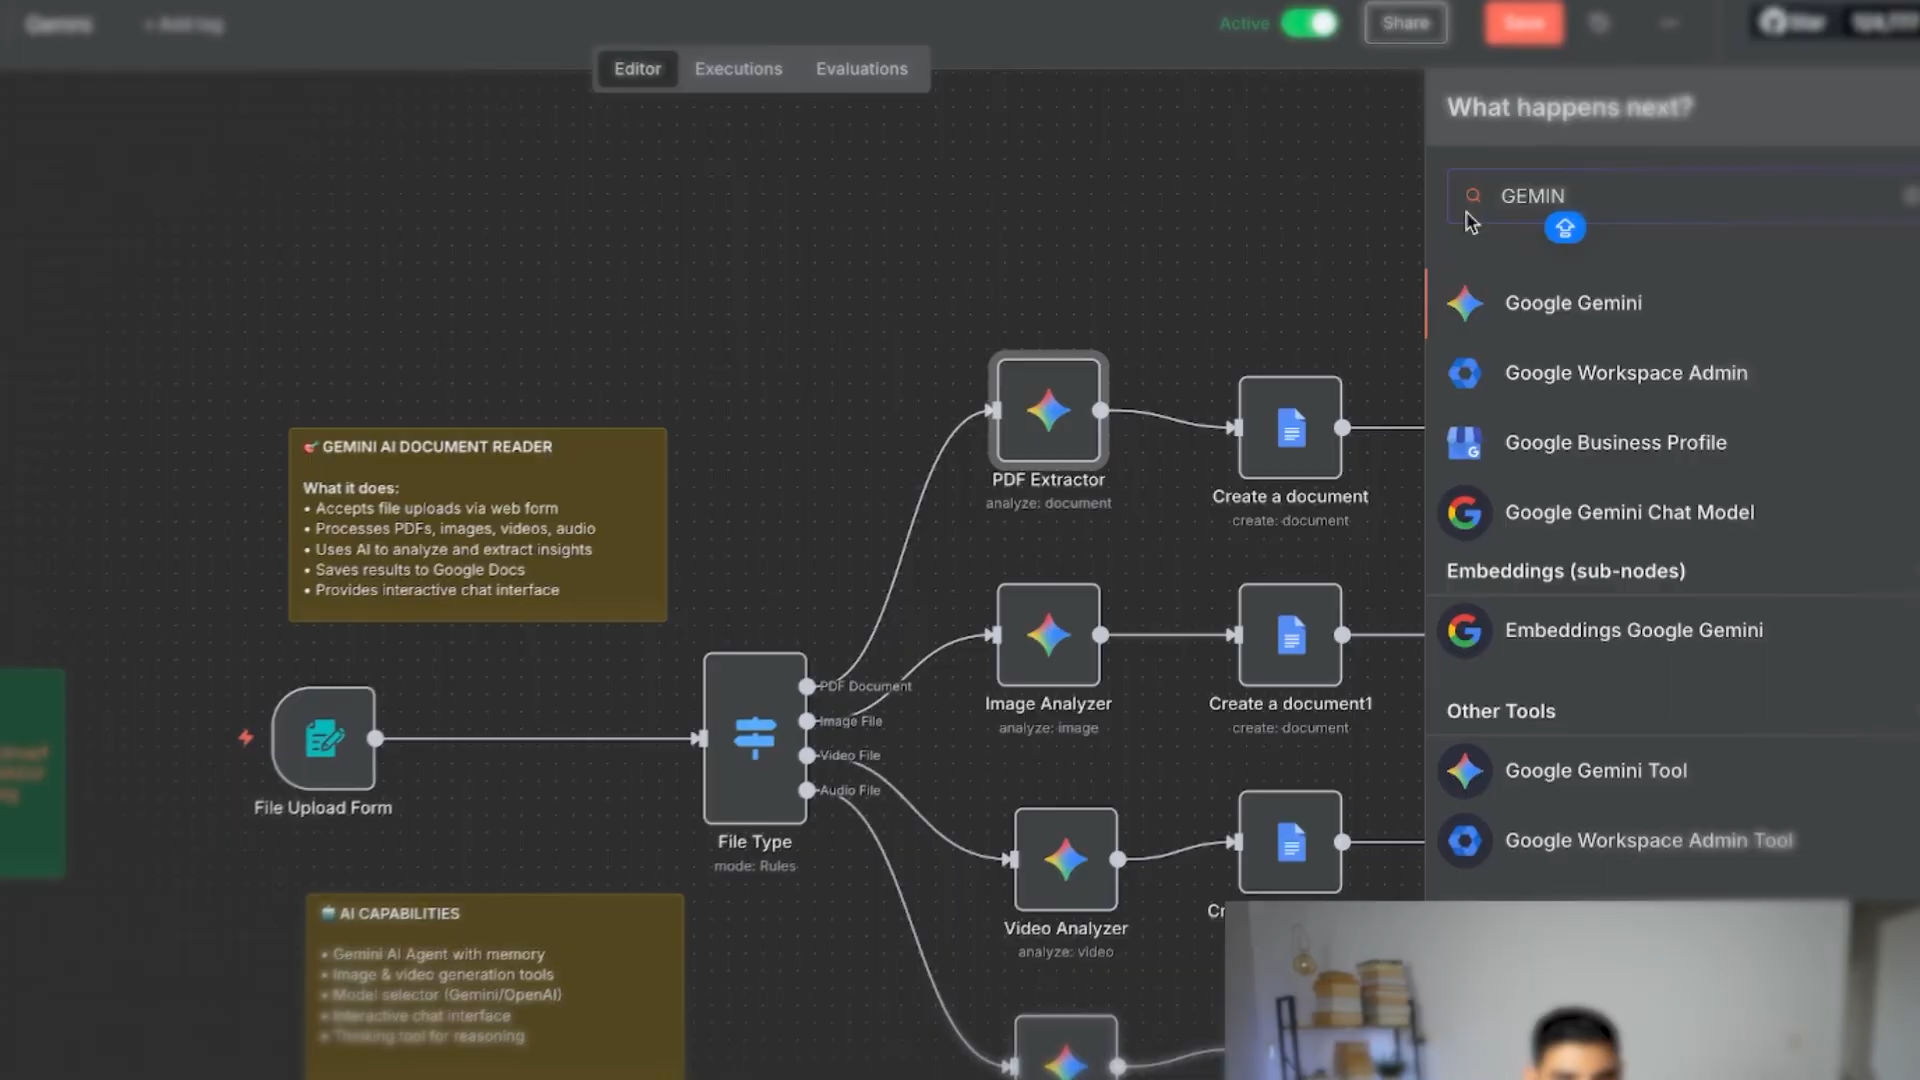 Gemini
+ Add tag
Active
Share
Save
Star
Editor
Executions
Evaluations
What happens next?
GEMIN
Google Gemini
Google Workspace Admin
Google Business Profile
Google Gemini Chat Model
Embeddings (sub-nodes)
Embeddings Google Gemini
Other Tools
Google Gemini Tool
Google Workspace Admin Tool
GEMINI AI DOCUMENT READER
What it does:
• Accepts file uploads via web form
• Processes PDFs, images, videos, audio
• Uses AI to analyze and extract insights
• Saves results to Google Docs
• Provides interactive chat interface
File Upload Form
PDF Document
Image File
Video File
Audio File
File Type
mode: Rules
PDF Extractor
analyze: document
Create a document
create: document
Image Analyzer
analyze: image
Create a document1
create: document
Video Analyzer
analyze: video
Cr
AI CAPABILITIES
• Gemini AI Agent with memory
• Image & video generation tools
• Model selector (Gemini/OpenAI)
• Interactive chat interface
• Thinking tool for reasoning